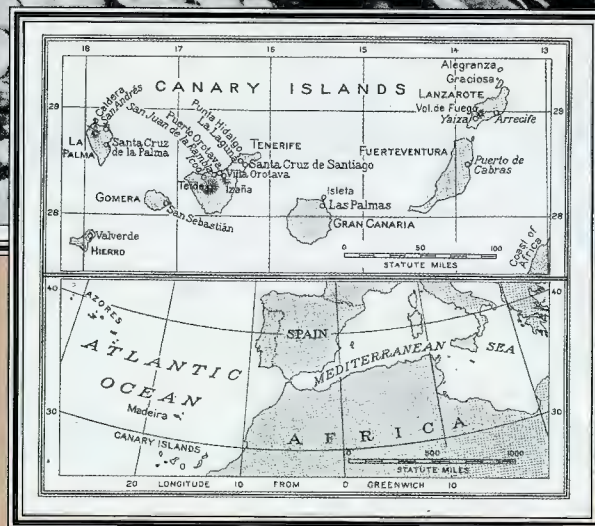 18 17 16 15 14 13
CANARY ISLANDS
Alegranza
Graciosa
LANZAROTE
Vol. de Fuego
Yaiza
Arrecife
29
29
Caldera
San Andrés
LA
PALMA
Santa Cruz
de la Palma
Punta Hidalgo
La Laguna
Puerto Orotava
San Juan de la Rambla
Icod
TENERIFE
Santa Cruz de Santiago
Villa Orotava
Teide
Izaña
FUERTEVENTURA
Puerto de
Cabras
GOMERA
San Sebastián
Isleta
Las Palmas
GRAN CANARIA
28
28
Valverde
HIERRO
0 50 100
STATUTE MILES
Coast of
Africa
40
40
AZORES
SPAIN
ATLANTIC
OCEAN
MEDITERRANEAN SEA
Madeira
30
30
CANARY ISLANDS
AFRICA
0 500 1000
STATUTE MILES
20 LONGITUDE 10 FROM 0 GREENWICH 10